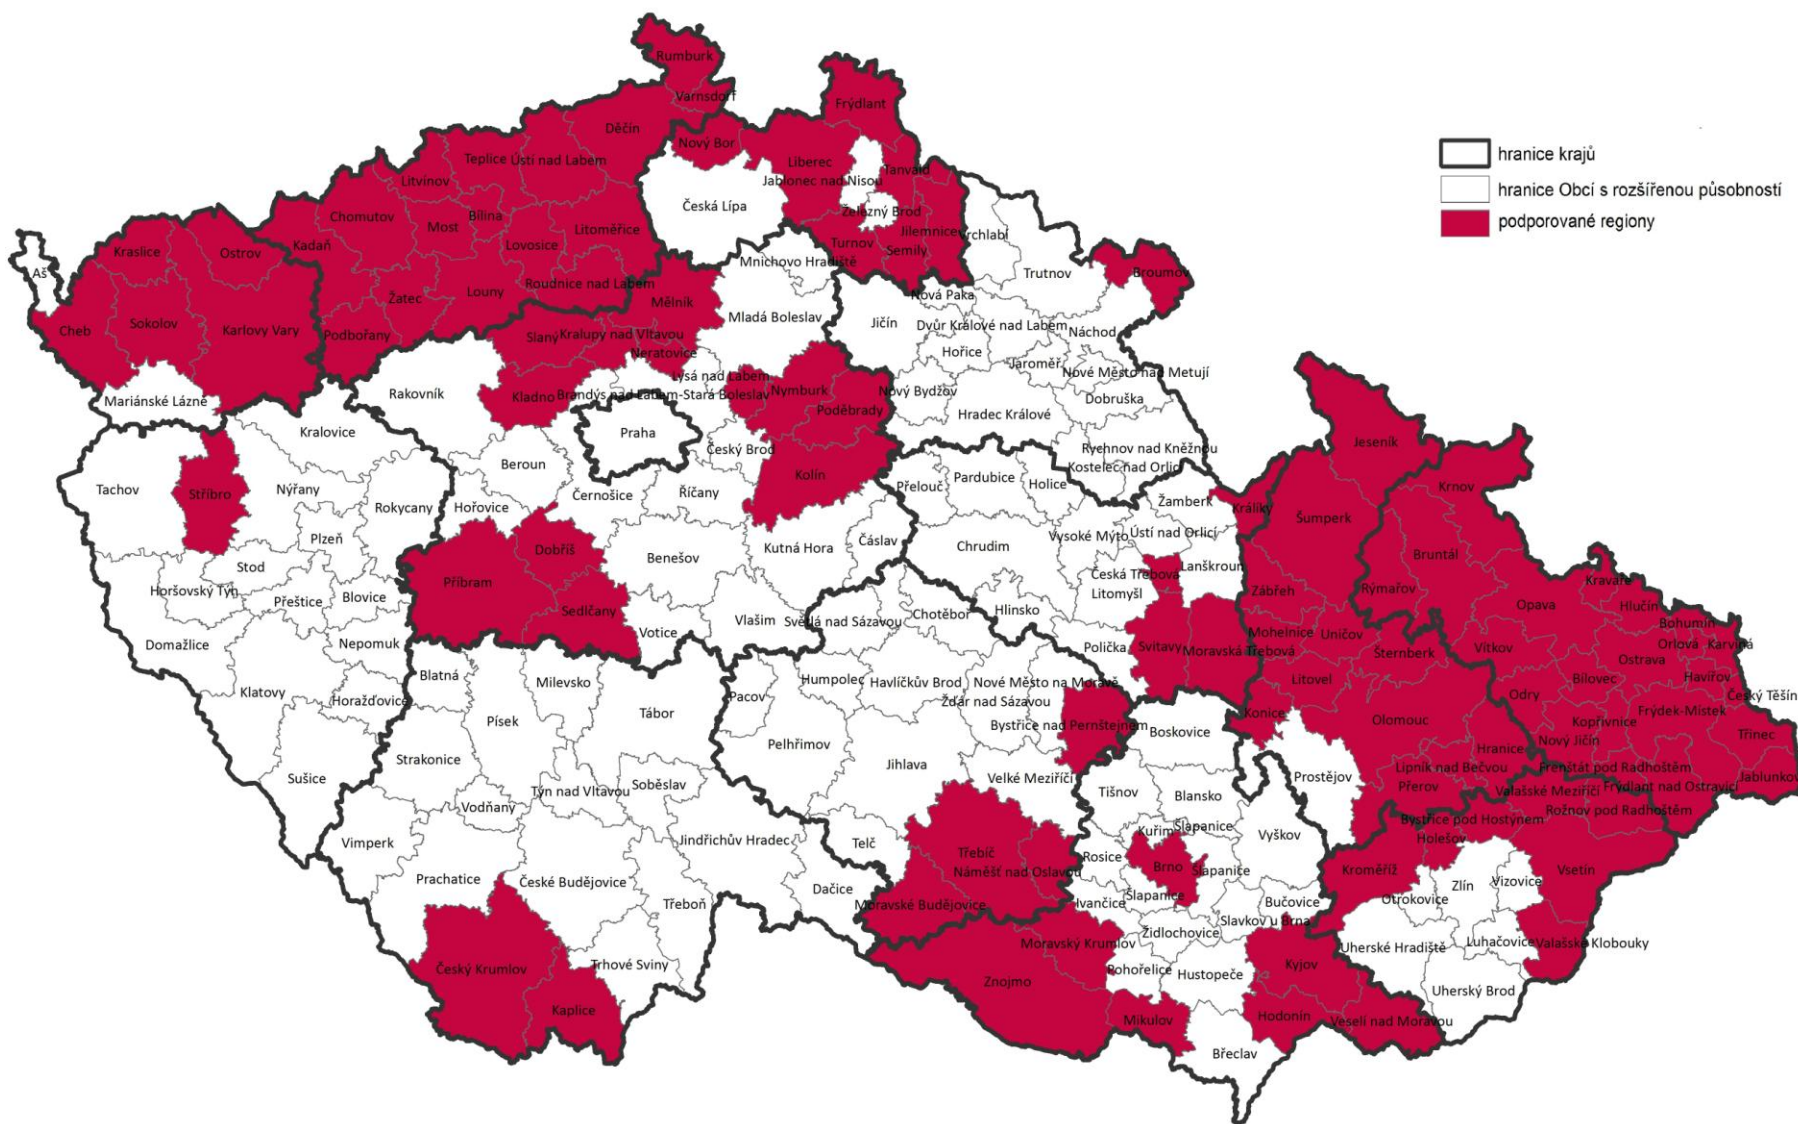 hranice krajů
hranice Obcí s rozšířenou působností
podporované regiony
Rumburk
Varnsdorf
Děčín
Frýdlant
Nový Bor
Liberec
Teplice
Ústí nad Labem
Litvínov
Tanvald
Jablonec nad Nisou
Česká Lípa
Železný Brod
Chomutov
Most
Bílina
Litoměřice
Lovosice
Jilemnice
Turnov
Semily
Vrchlabí
Kraslice
Ostrov
Kadaň
Aš
Trutnov
Broumov
Mnichovo Hradiště
Roudnice nad Labem
Žatec
Louny
Mělník
Nová Paka
Cheb
Sokolov
Karlovy Vary
Podbořany
Slaný
Kralupy nad Vltavou
Neratovice
Mladá Boleslav
Jičín
Dvůr Králové nad Labem
Náchod
Hořice
Jaroměř
Nové Město nad Metují
Lysá nad Labem
Mariánské Lázně
Rakovník
Kladno
Brandýs nad Labem-Stará Boleslav
Nymburk
Poděbrady
Nový Bydžov
Dobruška
Hradec Králové
Kralovice
Praha
Český Brod
Rychnov nad Kněžnou
Kostelec nad Orlicí
Jeseník
Beroun
Kolín
Tachov
Stříbro
Nýřany
Rokycany
Černošice
Říčany
Přelouč
Pardubice
Holice
Žamberk
Králíky
Šumperk
Krnov
Hořovice
Plzeň
Dobříš
Benešov
Kutná Hora
Čáslav
Chrudim
Vysoké Mýto
Ústí nad Orlicí
Lanškroun
Bruntál
Stod
Příbram
Sedlčany
Česká Třebová
Litomyšl
Zábřeh
Rýmařov
Kravaře
Opava
Hlučín
Bohumín
Horšovský Týn
Přeštice
Blovice
Votice
Vlašim
Světlá nad Sázavou
Chotěboř
Hlinsko
Domažlice
Nepomuk
Polička
Svitavy
Moravská Třebová
Mohelnice
Uničov
Šternberk
Vítkov
Orlová
Karviná
Ostrava
Havířov
Bílovec
Český Těšín
Klatovy
Horažďovice
Blatná
Milevsko
Písek
Tábor
Pacov
Humpolec
Havlíčkův Brod
Nové Město na Moravě
Žďár nad Sázavou
Bystřice nad Pernštejnem
Litovel
Konice
Olomouc
Odry
Kopřivnice
Frýdek-Místek
Nový Jičín
Třinec
Boskovice
Pelhřimov
Jihlava
Velké Meziříčí
Hranice
Lipník nad Bečvou
Frenštát pod Radhoštěm
Jablunkov
Sušice
Strakonice
Soběslav
Týn nad Vltavou
Vodňany
Tišnov
Blansko
Prostějov
Přerov
Valašské Meziříčí
Frýdlant nad Ostravicí
Rožnov pod Radhoštěm
Bystřice pod Hostýnem
Holešov
Vimperk
Jindřichův Hradec
Telč
Třebíč
Náměšť nad Oslavou
Kuřim
Šlapanice
Vyškov
Rosice
Brno
Šlapanice
Kroměříž
Zlín
Vizovice
Vsetín
Otrokovice
Prachatice
České Budějovice
Dačice
Třeboň
Moravské Budějovice
Ivančice
Šlapanice
Bučovice
Slavkov u Brna
Židlochovice
Moravský Krumlov
Uherské Hradiště
Luhačovice
Valašské Klobouky
Český Krumlov
Trhové Sviny
Pohořelice
Hustopeče
Kyjov
Znojmo
Uherský Brod
Kaplice
Mikulov
Hodonín
Veselí nad Moravou
Břeclav